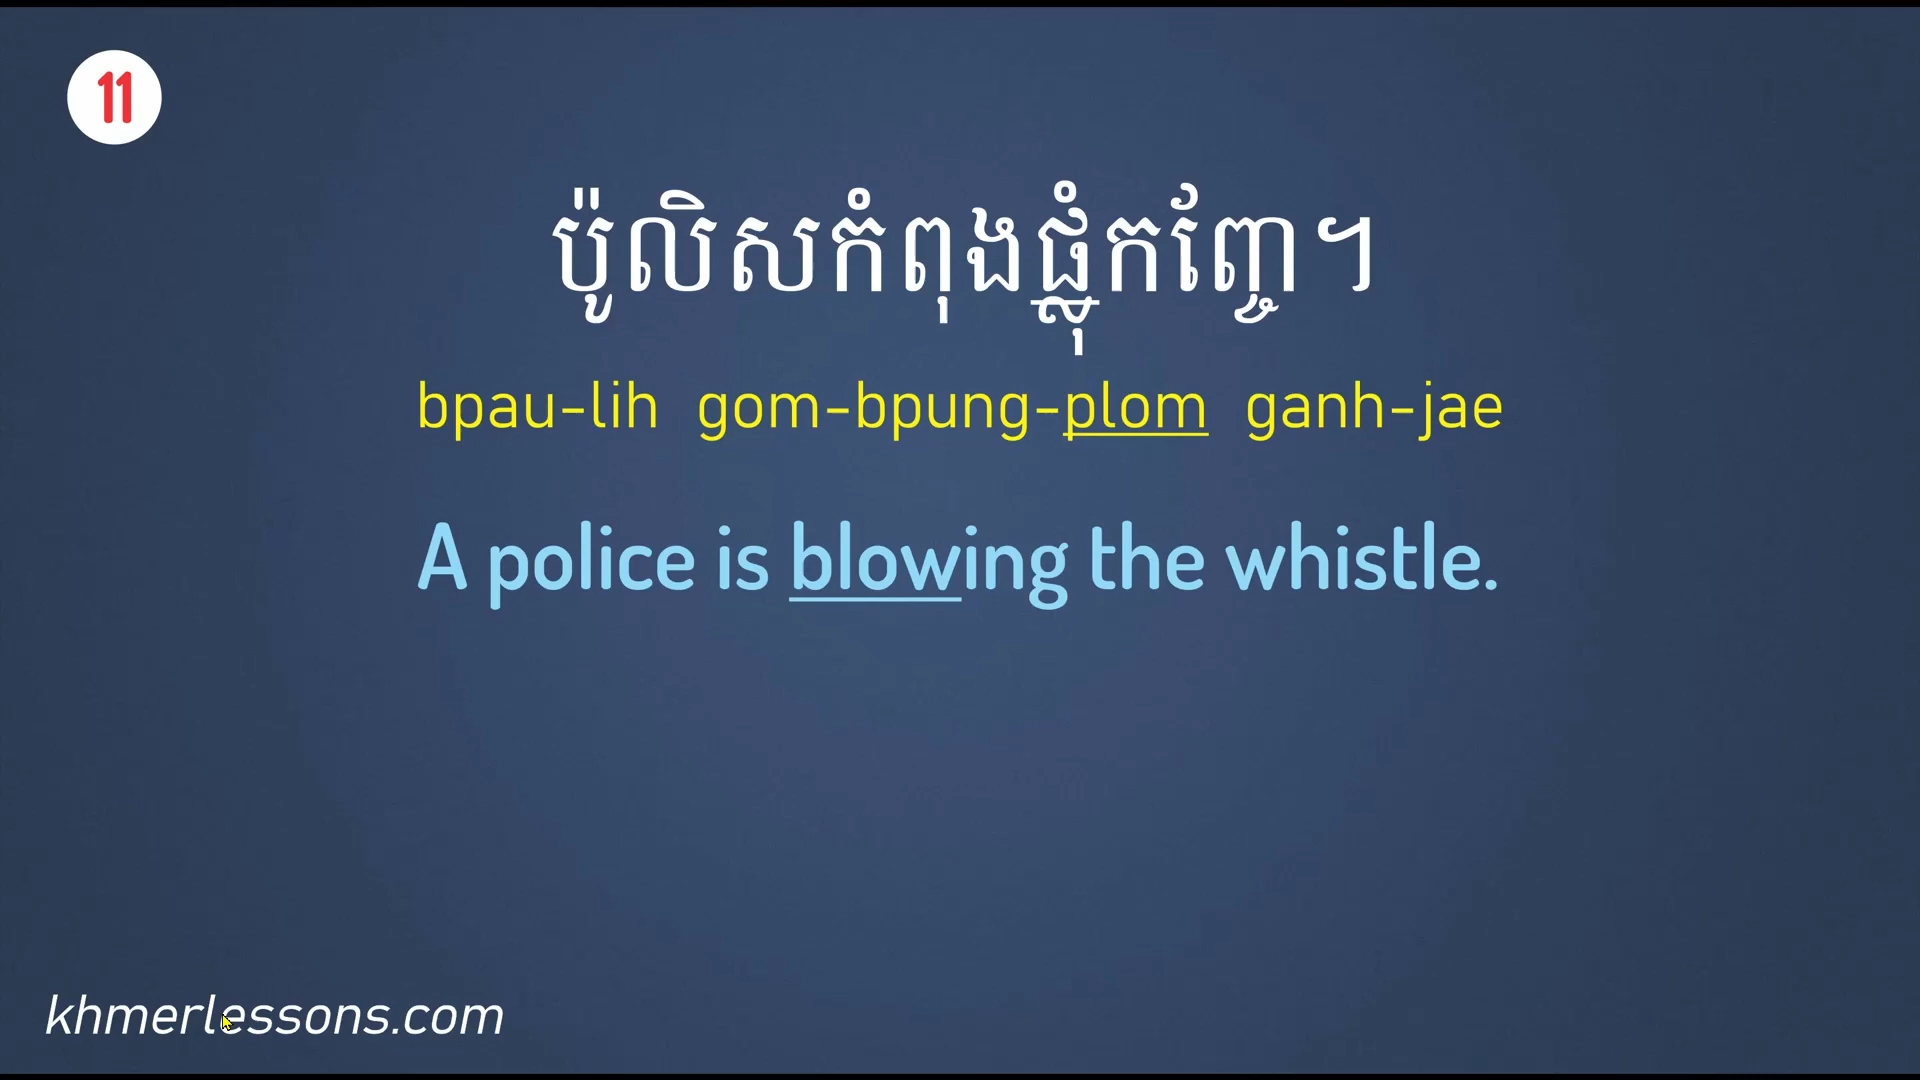 11
ប៉ូលិសកំពុងផ្លុំកញ្ចែ។
bpau-lih gom-bpung-plom ganh-jae
A police is blowing the whistle.
khmerlessons.com